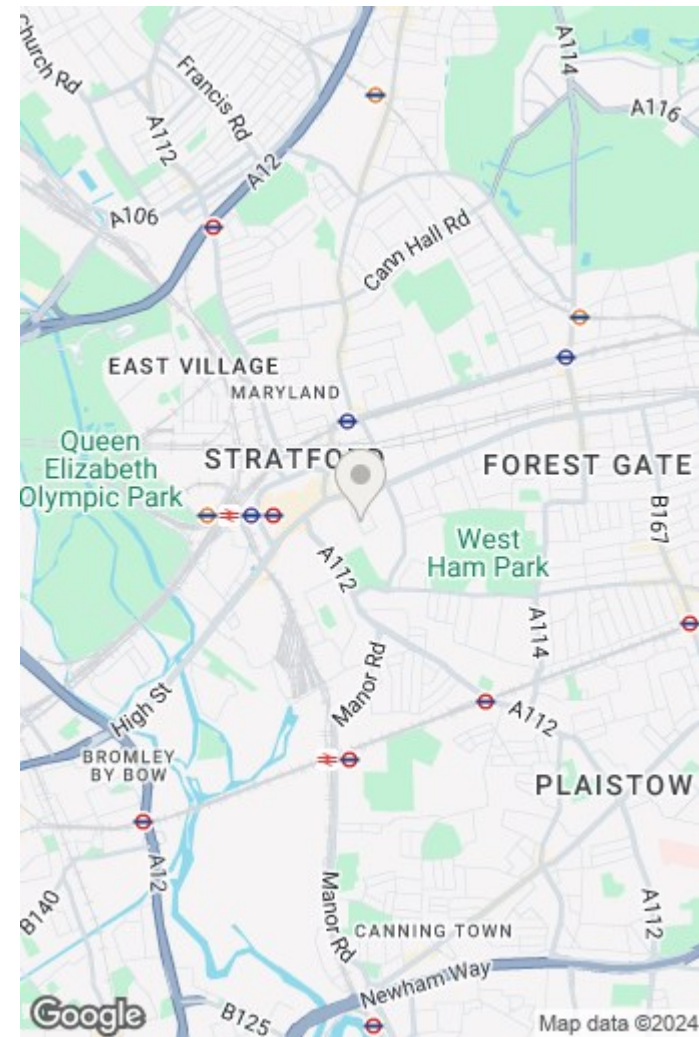 Church Rd
Francis Rd
A112
A12
A114
A116
A106
Cann Hall Rd
EAST VILLAGE
MARYLAND
Queen
Elizabeth
Olympic Park
STRATFORD
FOREST GATE
B167
West
Ham Park
A112
A114
Manor Rd
High St
A112
BROMLEY
BY BOW
PLAISTOW
A12
B140
Manor Rd
A112
CANNING TOWN
Newham Way
B125
Google
Map data ©2024